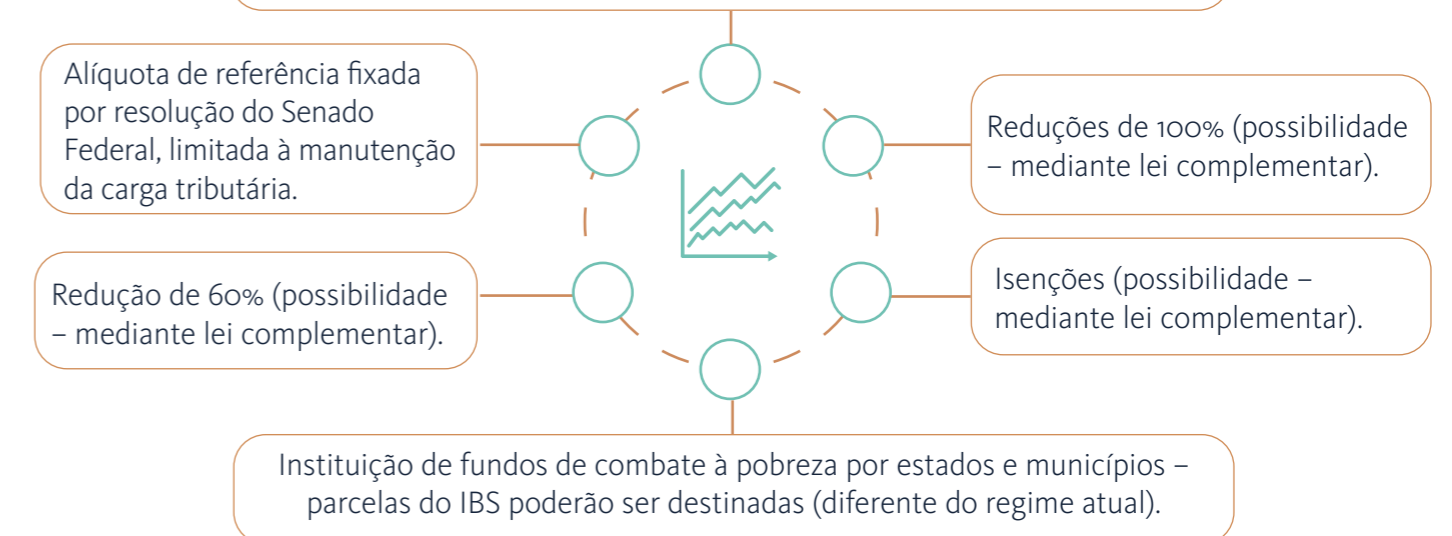 Alíquota de referência fixada
por resolução do Senado
Federal, limitada à manutenção
da carga tributária.
Reduções de 100% (possibilidade
– mediante lei complementar).
Redução de 60% (possibilidade
– mediante lei complementar).
Isenções (possibilidade –
mediante lei complementar).
Instituição de fundos de combate à pobreza por estados e municípios –
parcelas do IBS poderão ser destinadas (diferente do regime atual).